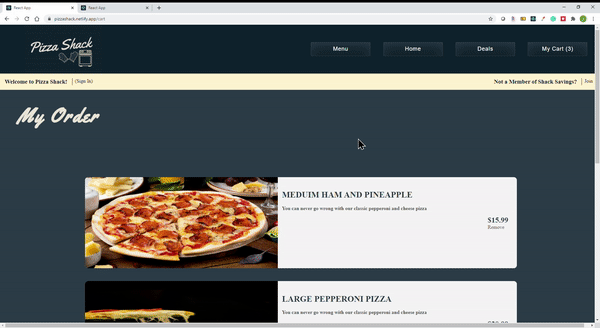 React App
React App
pizzashack.netlify.app/cart
Pizza Shack
Menu
Home
Deals
My Cart (3)
Welcome to Pizza Shack!
(Sign In)
Not a Member of Shack Savings?
Join
My Order
MEDUIM HAM AND PINEAPPLE
You can never go wrong with our classic pepperoni and cheese pizza
$15.99
Remove
LARGE PEPPERONI PIZZA
You can never go wrong with our classic pepperoni and cheese pizza